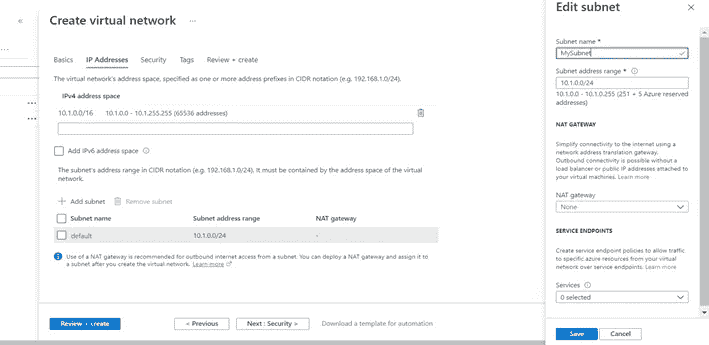 Create virtual network ...
Basics IP Addresses Security Tags Review + create
The virtual network's address space, specified as one or more address prefixes in CIDR notation (e.g. 192.168.1.0/24).
IPv4 address space
10.1.0.0/16 10.1.0.0 - 10.1.255.255 (65536 addresses)
Add IPv6 address space
The subnet's address range in CIDR notation (e.g. 192.168.1.0/24). It must be contained by the address space of the virtual
network.
+ Add subnet Remove subnet
Subnet name Subnet address range NAT gateway
default 10.1.0.0/24 -
Use of a NAT gateway is recommended for outbound internet access from a subnet. You can deploy a NAT gateway and assign it to
a subnet after you create the virtual network. Learn more
Review + create < Previous Next : Security > Download a template for automation
Edit subnet
Subnet name *
MySubnet
Subnet address range *
10.1.0.0/24
10.1.0.0 - 10.1.0.255 (251 + 5 Azure reserved
addresses)
NAT GATEWAY
Simplify connectivity to the internet using a
network address translation gateway.
Outbound connectivity is possible without a
load balancer or public IP addresses attached to
your virtual machines. Learn more
NAT gateway
None
SERVICE ENDPOINTS
Create service endpoint policies to allow traffic
to specific azure resources from your virtual
network over service endpoints. Learn more
Services
0 selected
Save Cancel